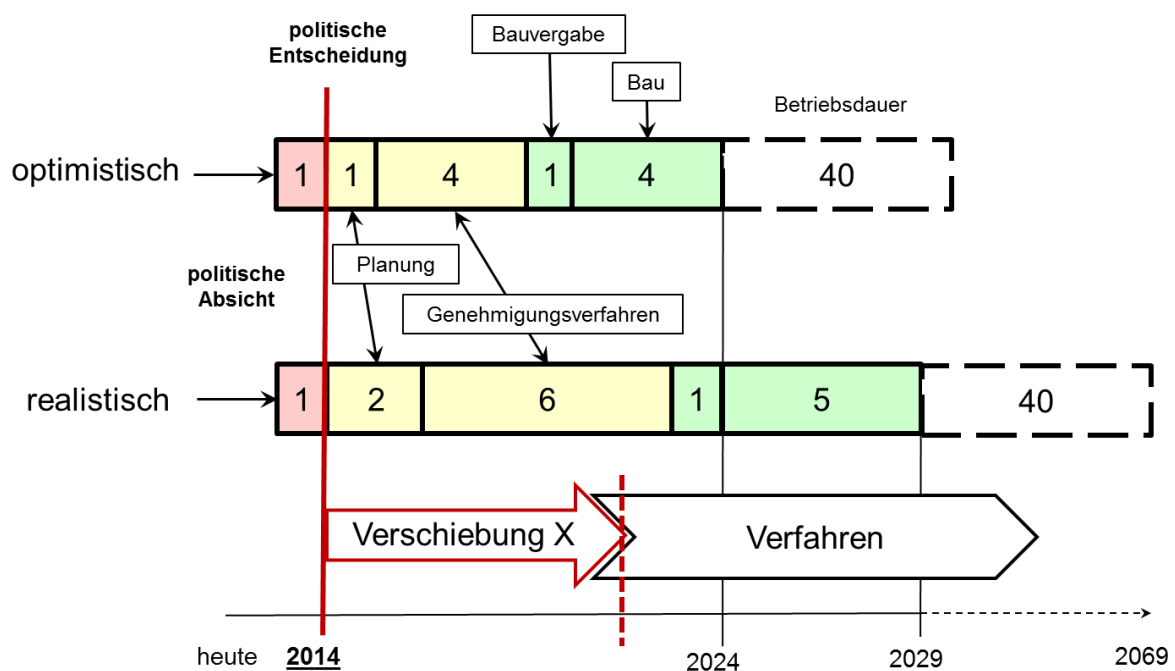 politische
Entscheidung
Bauvergabe
Bau
Betriebsdauer
optimistisch
1
1
4
1
4
40
Planung
politische
Absicht
Genehmigungsverfahren
realistisch
1
2
6
1
5
40
Verschiebung X
Verfahren
heute
2014
2024
2029
2069